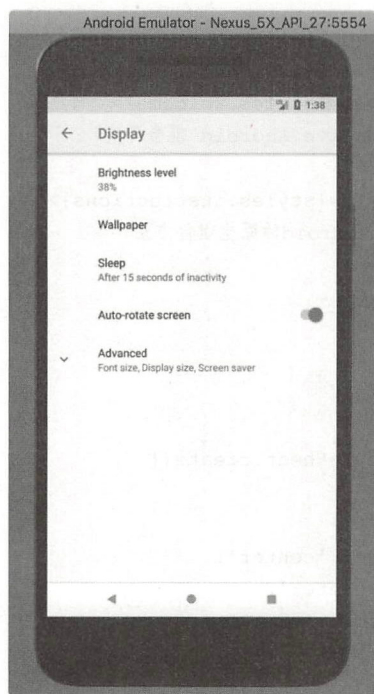 Android Emulator - Nexus_5X_API_27:5554
1:38
Display
Brightness level
38%
Wallpaper
Sleep
After 15 seconds of inactivity
Auto-rotate screen
Advanced
Font size, Display size, Screen saver